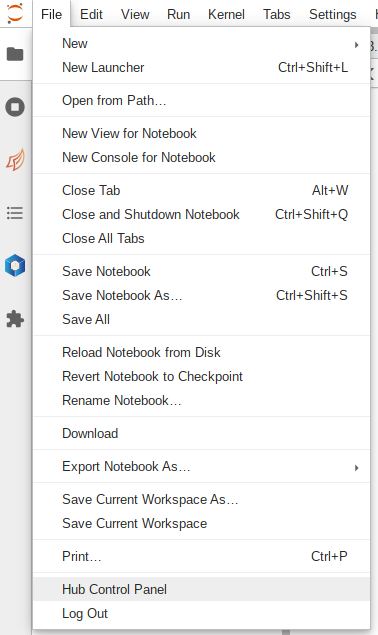 File Edit View Run Kernel Tabs Settings
New
New Launcher Ctrl+Shift+L
Open from Path…
New View for Notebook
New Console for Notebook
Close Tab Alt+W
Close and Shutdown Notebook Ctrl+Shift+Q
Close All Tabs
Save Notebook Ctrl+S
Save Notebook As… Ctrl+Shift+S
Save All
Reload Notebook from Disk
Revert Notebook to Checkpoint
Rename Notebook…
Download
Export Notebook As…
Save Current Workspace As…
Save Current Workspace
Print… Ctrl+P
Hub Control Panel
Log Out